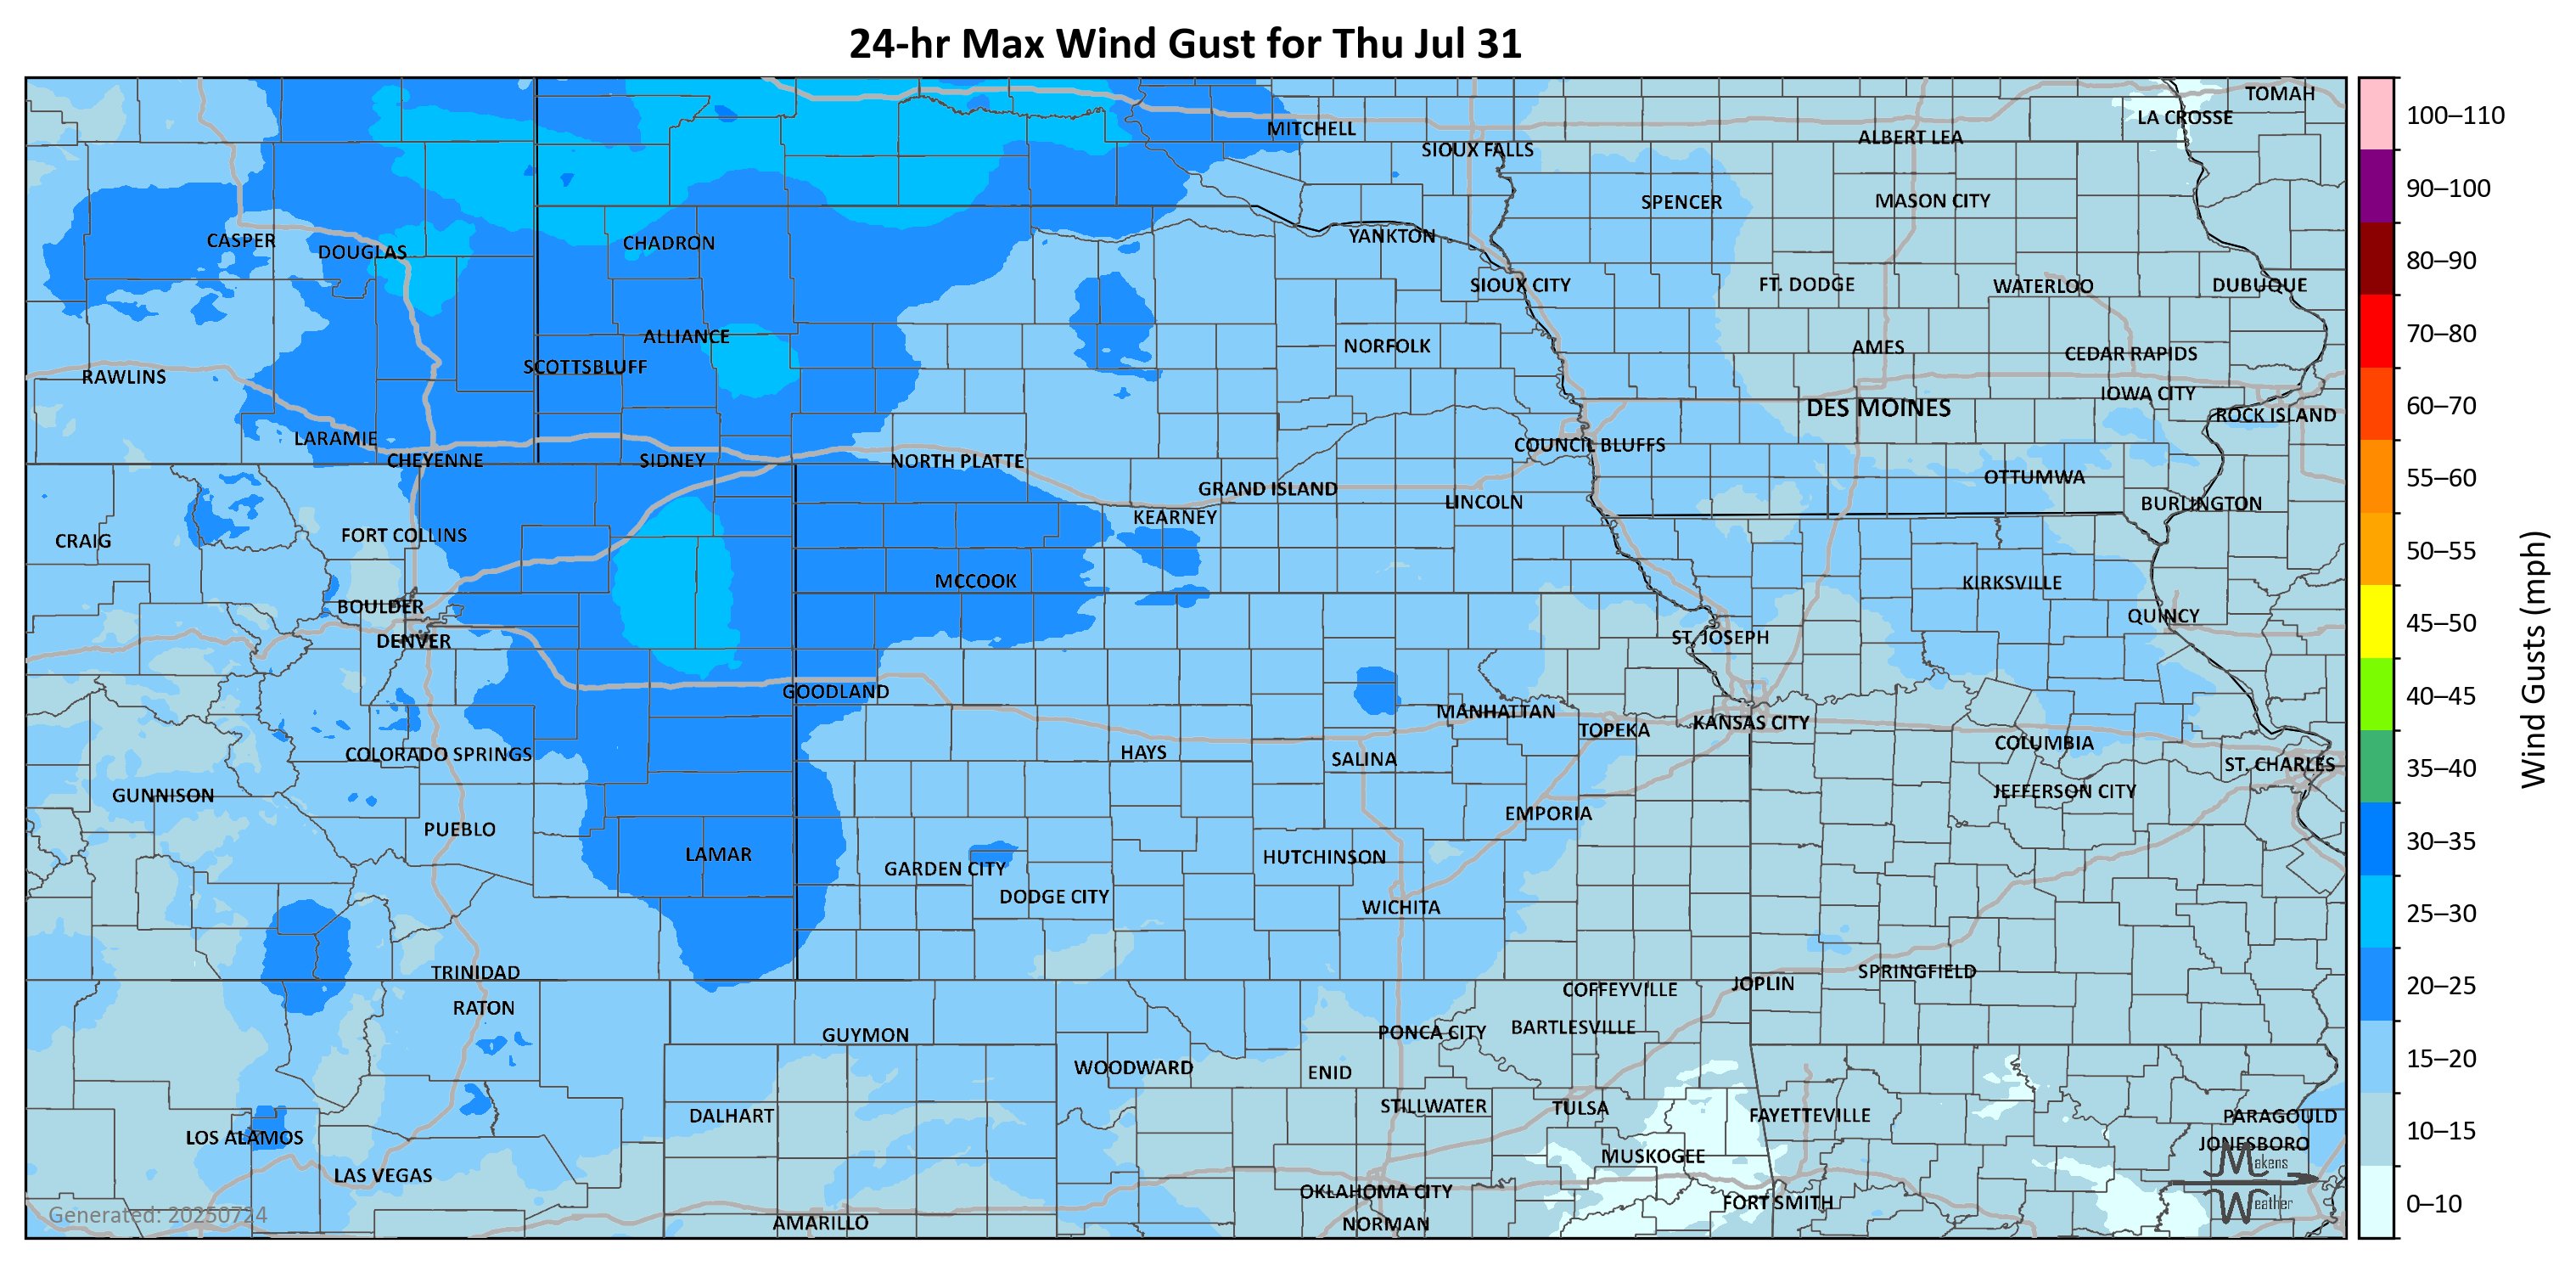 24-hr Max Wind Gust for Thu Jul 31
TOMAH
LA CROSSE
MITCHELL
ALBERT LEA
SIOUX FALLS
SPENCER
MASON CITY
CASPER
DOUGLAS
CHADRON
YANKTON
SIOUX CITY
FT. DODGE
WATERLOO
DUBUQUE
ALLIANCE
NORFOLK
AMES
CEDAR RAPIDS
SCOTTSBLUFF
RAWLINS
IOWA CITY
DES MOINES
ROCK ISLAND
LARAMIE
COUNCIL BLUFFS
CHEYENNE
SIDNEY
NORTH PLATTE
OTTUMWA
GRAND ISLAND
LINCOLN
BURLINGTON
KEARNEY
CRAIG
FORT COLLINS
MCCOOK
KIRKSVILLE
BOULDER
QUINCY
DENVER
ST. JOSEPH
GOODLAND
MANHATTAN
KANSAS CITY
TOPEKA
COLORADO SPRINGS
HAYS
SALINA
COLUMBIA
ST. CHARLES
GUNNISON
JEFFERSON CITY
EMPORIA
PUEBLO
LAMAR
HUTCHINSON
GARDEN CITY
DODGE CITY
WICHITA
TRINIDAD
SPRINGFIELD
JOPLIN
COFFEYVILLE
RATON
GUYMON
PONCA CITY
BARTLESVILLE
WOODWARD
ENID
DALHART
STILLWATER
TULSA
FAYETTEVILLE
PARAGOULD
LOS ALAMOS
JONESBORO
LAS VEGAS
MUSKOGEE
OKLAHOMA CITY
FORT SMITH
AMARILLO
NORMAN
Generated: 20250724
Makens
Weather
100–110
90–100
80–90
70–80
60–70
55–60
50–55
45–50
40–45
35–40
30–35
25–30
20–25
15–20
10–15
0–10
Wind Gusts (mph)